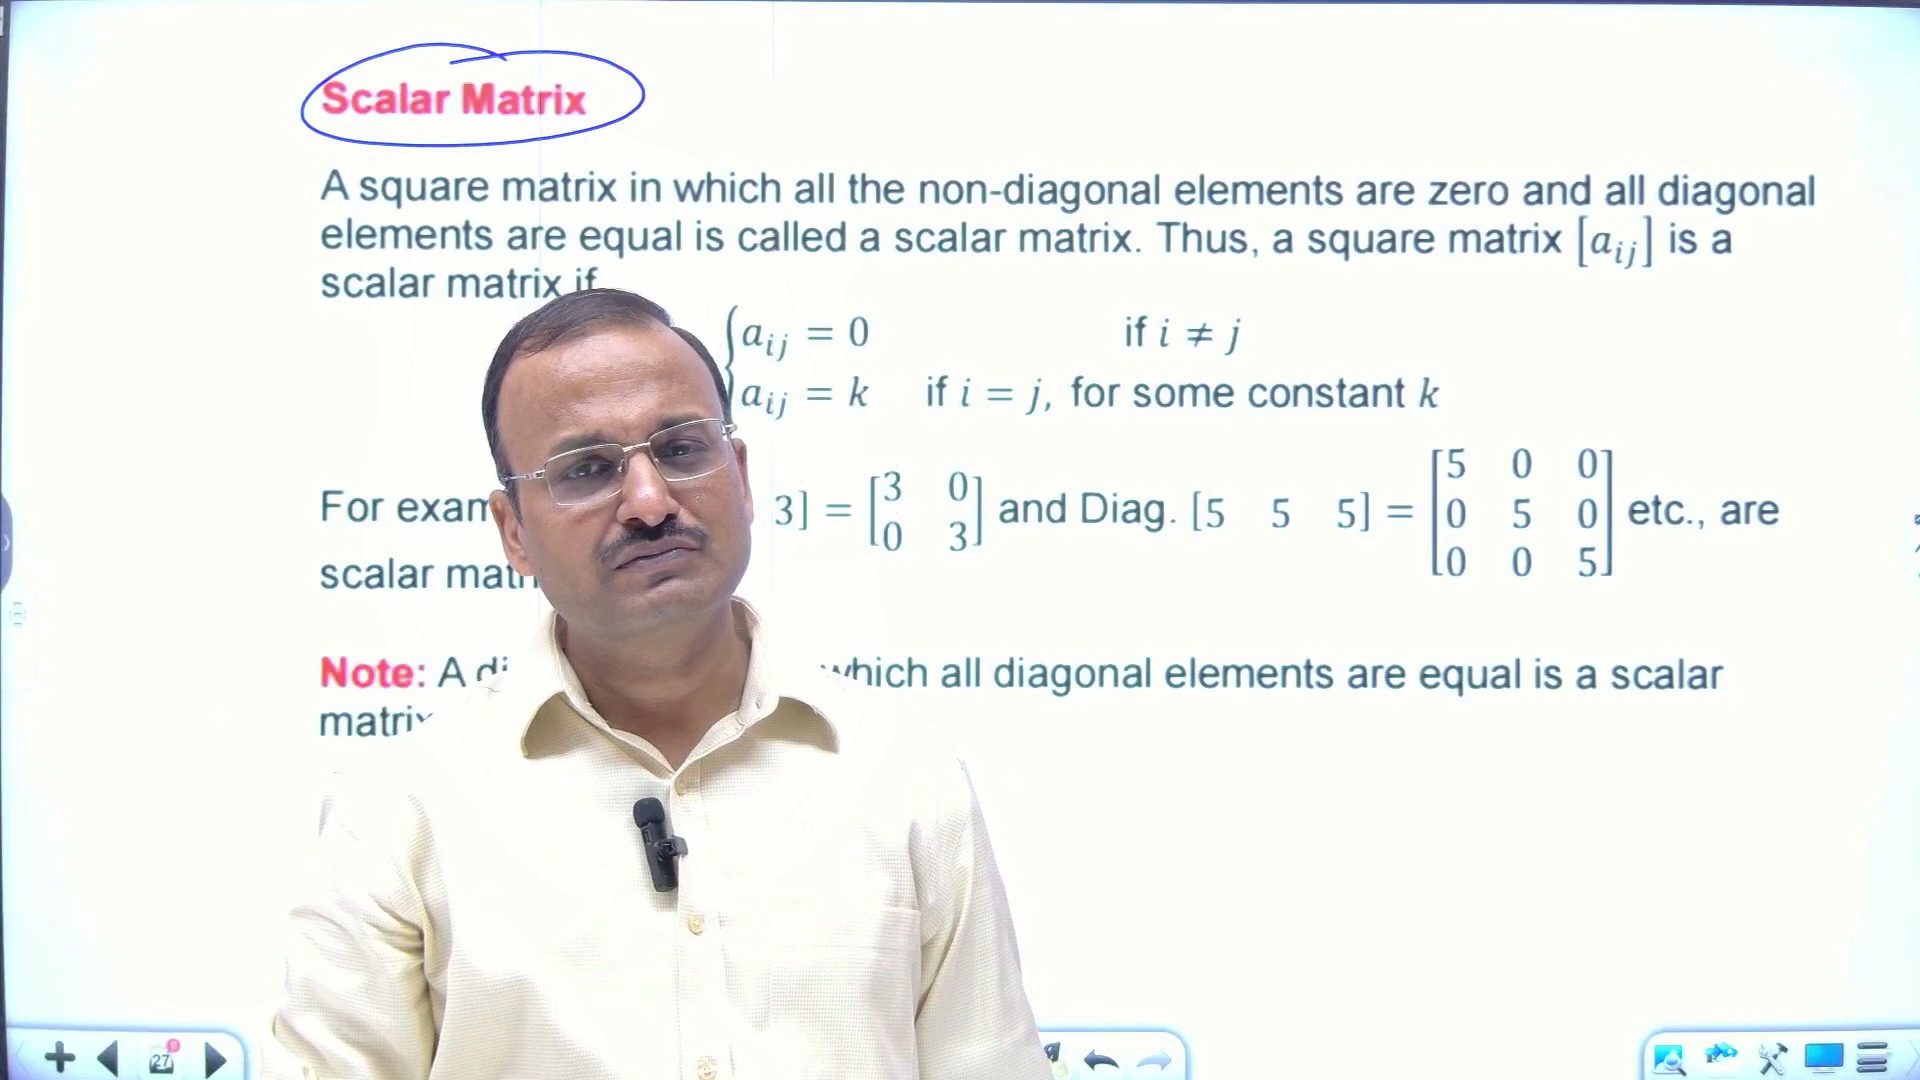 Scalar Matrix
A square matrix in which all the non-diagonal elements are zero and all diagonal
elements are equal is called a scalar matrix. Thus, a square matrix [aᵢⱼ] is a
scalar matrix if
{aᵢⱼ = 0 if i ≠ j
aᵢⱼ = k if i = j, for some constant k
For 3] = [3 0; 0 3] and Diag. [5 5 5] = [5 0 0; 0 5 0; 0 0 5] etc., are
scalar
Note: A which all diagonal elements are equal is a scalar
27